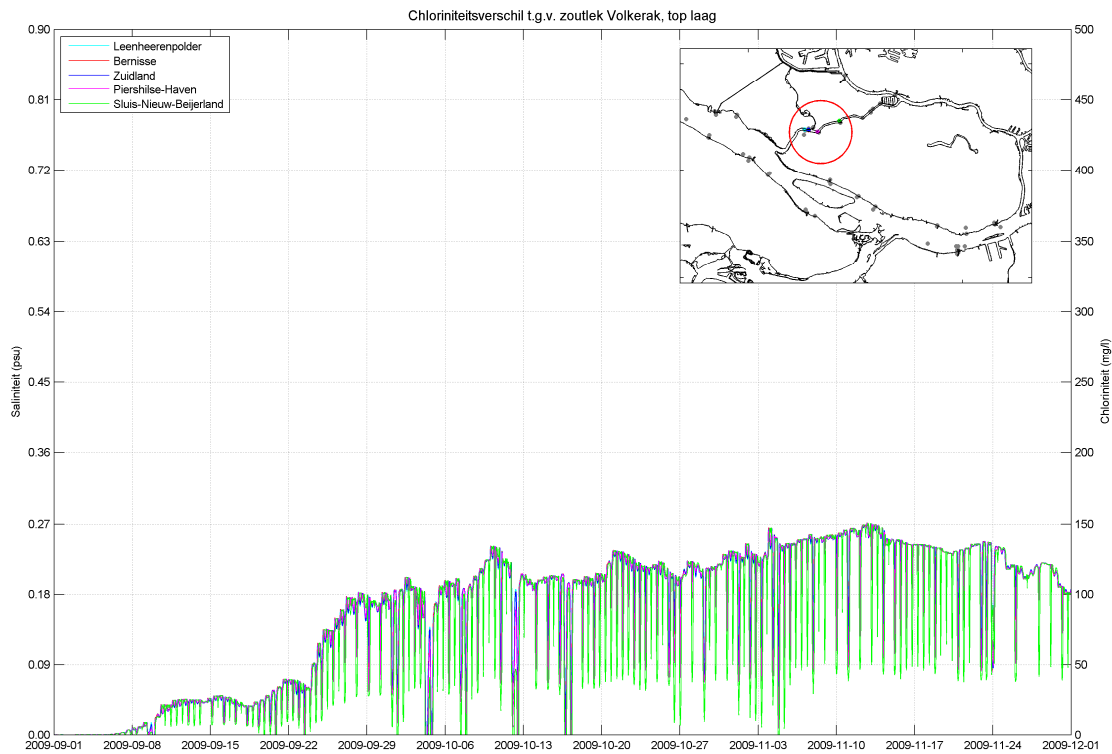 Chloriniteitsverschil t.g.v. zoutlek Volkerak, top laag
Leenheerenpolder
Bernisse
Zuidland
Piershilse-Haven
Sluis-Nieuw-Beijerland
Saliniteit (psu)
0.90
0.81
0.72
0.63
0.54
0.45
0.36
0.27
0.18
0.09
0.00
Chloriniteit (mg/l)
500
450
400
350
300
250
200
150
100
50
0
2009-09-01 2009-09-08 2009-09-15 2009-09-22 2009-09-29 2009-10-06 2009-10-13 2009-10-20 2009-10-27 2009-11-03 2009-11-10 2009-11-17 2009-11-24 2009-12-01